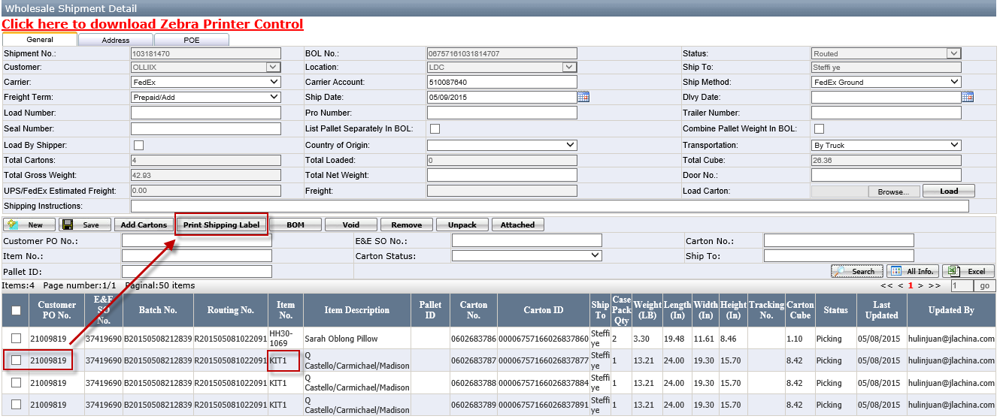 Wholesale Shipment Detail
Click here to download Zebra Printer Control
General Address POE
Shipment No.: 103181470 BOL No.: 06757161031814707 Status: Routed
Customer: OLLIIX Location: LDC Ship To: Steffi ye
Carrier: FedEx Carrier Account: 510087640 Ship Method: FedEx Ground
Freight Term: Prepaid/Add Ship Date: 05/09/2015 Dlvy Date:
Load Number: Pro Number: Trailer Number:
Seal Number: List Pallet Separately In BOL: Combine Pallet Weight In BOL:
Load By Shipper: Country of Origin: Transportation: By Truck
Total Cartons: 4 Total Loaded: 0 Total Cube: 26.36
Total Gross Weight: 42.93 Total Net Weight: Door No.:
UPS/FedEx Estimated Freight: 0.00 Freight: Load Carton: Browse... Load
Shipping Instructions:
New Save Add Cartons Print Shipping Label BOM Void Remove Unpack Attached
Customer PO No.: E&E SO No.: Carton No.:
Item No.: Carton Status: Ship To:
Pallet ID:
Search All Info. Excel
Items:4 Page number:1/1 Paginal:50 items << < 1 > >> 1 go
Customer PO No. E&E SO No. Batch No. Routing No. Item No. Item Description Pallet ID Carton No. Carton ID Ship To Case Pack Qty Weight (LB) Length (In) Width (In) Height (In) Tracking No. Carton Cube Status Last Updated Updated By
21009819 37419690 B20150508212839 R201505081022091 HH30-1069 Sarah Oblong Pillow 0602683786 00006757166026837860 Steffi ye 2 3.30 19.48 11.61 8.46 1.10 Picking 05/08/2015 hulinjuan@jlachina.com
21009819 37419690 B20150508212839 R201505081022091 KIT1 Q Castello/Carmichael/Madison 0602683787 00006757166026837877 Steffi ye 1 13.21 24.00 19.30 15.70 8.42 Picking 05/08/2015 hulinjuan@jlachina.com
21009819 37419690 B20150508212839 R201505081022091 KIT1 Q Castello/Carmichael/Madison 0602683788 00006757166026837884 Steffi ye 1 13.21 24.00 19.30 15.70 8.42 Picking 05/08/2015 hulinjuan@jlachina.com
21009819 37419690 B20150508212839 R201505081022091 KIT1 Q Castello/Carmichael/Madison 0602683789 00006757166026837891 Steffi ye 1 13.21 24.00 19.30 15.70 8.42 Picking 05/08/2015 hulinjuan@jlachina.com